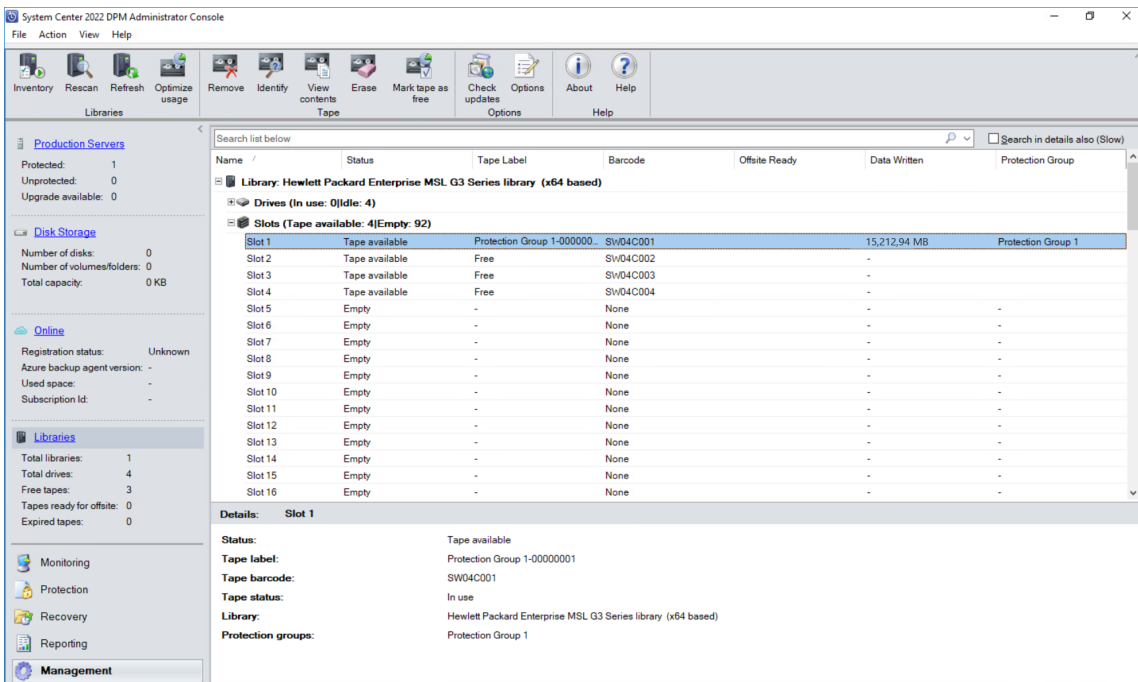 System Center 2022 DPM Administrator Console
File Action View Help
Inventory Rescan Refresh Optimize usage Remove Identify View contents Erase Mark tape as free Check updates Options About Help
Libraries Tape Options Help
Production Servers
Protected: 1
Unprotected: 0
Upgrade available: 0
Disk Storage
Number of disks: 0
Number of volumes/folders: 0
Total capacity: 0 KB
Online
Registration status: Unknown
Azure backup agent version: -
Used space: -
Subscription Id: -
Libraries
Total libraries: 1
Total drives: 4
Free tapes: 3
Tapes ready for offsite: 0
Expired tapes: 0
Monitoring
Protection
Recovery
Reporting
Management
Search list below Search in details also (Slow)
Name / Status Tape Label Barcode Offsite Ready Data Written Protection Group
Library: Hewlett Packard Enterprise MSL G3 Series library (x64 based)
Drives (In use: 0|Idle: 4)
Slots (Tape available: 4|Empty: 92)
Slot 1 Tape available Protection Group 1-000000... SW04C001 15,212,94 MB Protection Group 1
Slot 2 Tape available Free SW04C002 -
Slot 3 Tape available Free SW04C003 -
Slot 4 Tape available Free SW04C004 -
Slot 5 Empty - None - -
Slot 6 Empty - None - -
Slot 7 Empty - None - -
Slot 8 Empty - None - -
Slot 9 Empty - None - -
Slot 10 Empty - None - -
Slot 11 Empty - None - -
Slot 12 Empty - None - -
Slot 13 Empty - None - -
Slot 14 Empty - None - -
Slot 15 Empty - None - -
Slot 16 Empty - None - -
Details: Slot 1
Status: Tape available
Tape label: Protection Group 1-00000001
Tape barcode: SW04C001
Tape status: In use
Library: Hewlett Packard Enterprise MSL G3 Series library (x64 based)
Protection groups: Protection Group 1